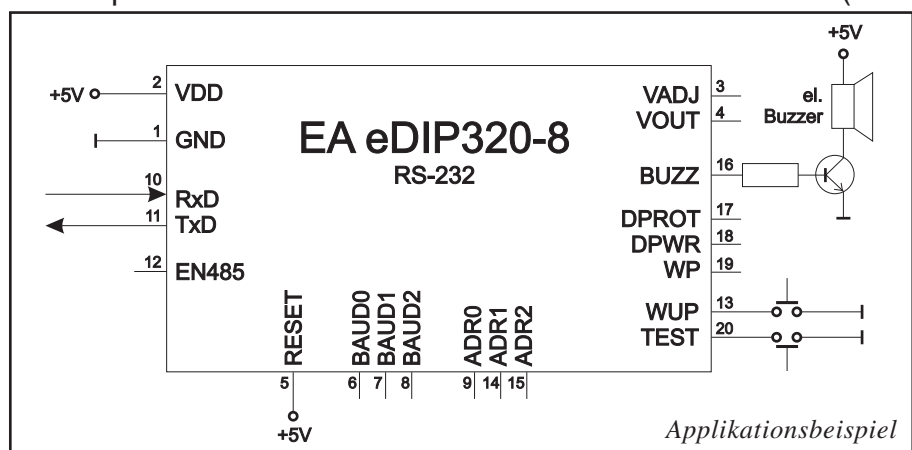 (
+5V
2
VDD
+5V
1
GND
10
RxD
11
TxD
12
EN485
EA eDIP320-8
RS-232
VADJ
3
VOUT
4
el.
Buzzer
BUZZ
16
DPROT
17
DPWR
18
WP
19
WUP
13
TEST
20
RESET
BAUD0
BAUD1
BAUD2
ADR0
ADR1
ADR2
5
6
7
8
9
14
15
+5V
Applikationsbeispiel